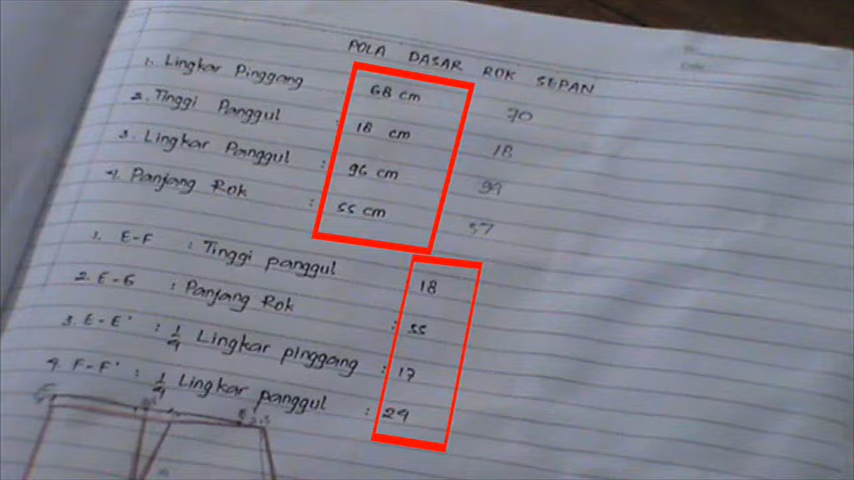 POLA DASAR ROK SEPAN
1. Lingkar Pinggang 68 cm 70
2. Tinggi Panggul : 18 cm 18
3. Lingkar Panggul : 96 cm 94
4. Panjang Rok : 55 cm 57
1. E-F : Tinggi panggul 18
2. E-G : Panjang Rok : 55
3. E-E' : 1/4 Lingkar pinggang : 17
4. F-F' : 1/4 Lingkar panggul : 24